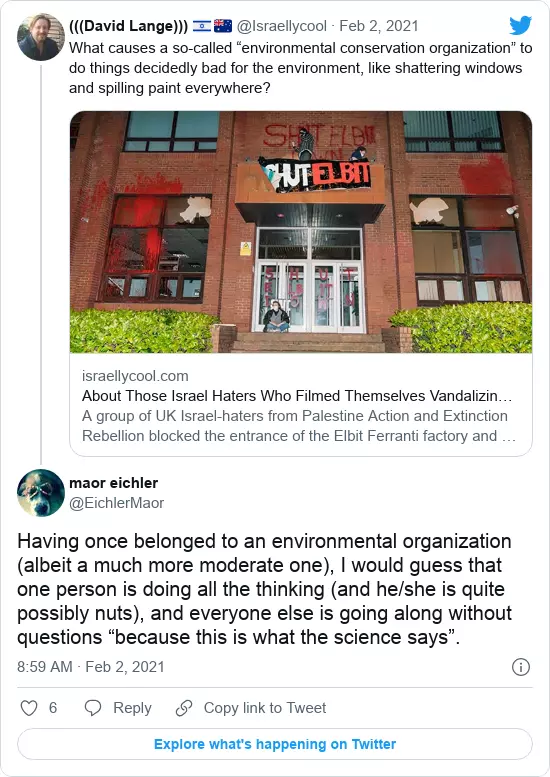 (((David Lange))) 🇮🇱 🇦🇺 @Israellycool · Feb 2, 2021
What causes a so-called “environmental conservation organization” to
do things decidedly bad for the environment, like shattering windows
and spilling paint everywhere?
SHUT ELBIT
SHUT ELBIT
israellycool.com
About Those Israel Haters Who Filmed Themselves Vandalizin…
A group of UK Israel-haters from Palestine Action and Extinction
Rebellion blocked the entrance of the Elbit Ferranti factory and …
maor eichler
@EichlerMaor
Having once belonged to an environmental organization
(albeit a much more moderate one), I would guess that
one person is doing all the thinking (and he/she is quite
possibly nuts), and everyone else is going along without
questions “because this is what the science says”.
8:59 AM · Feb 2, 2021
6 Reply Copy link to Tweet
Explore what's happening on Twitter